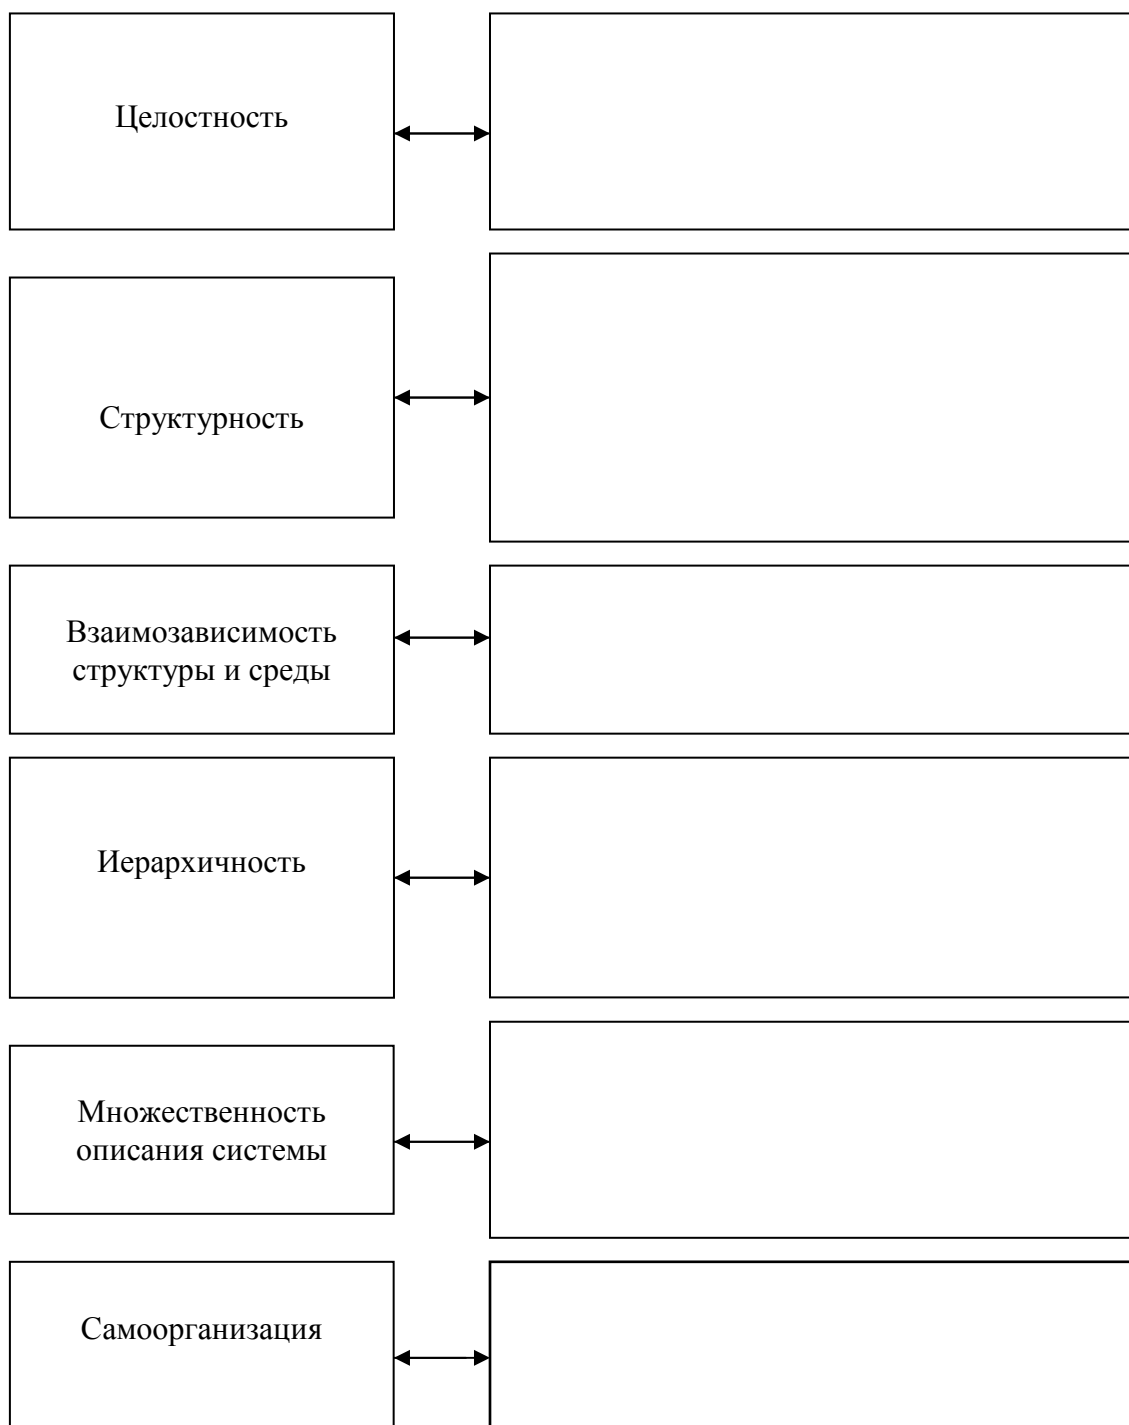 Целостность
Структурность
Взаимозависимость
структуры и среды
Иерархичность
Множественность
описания системы
Самоорганизация